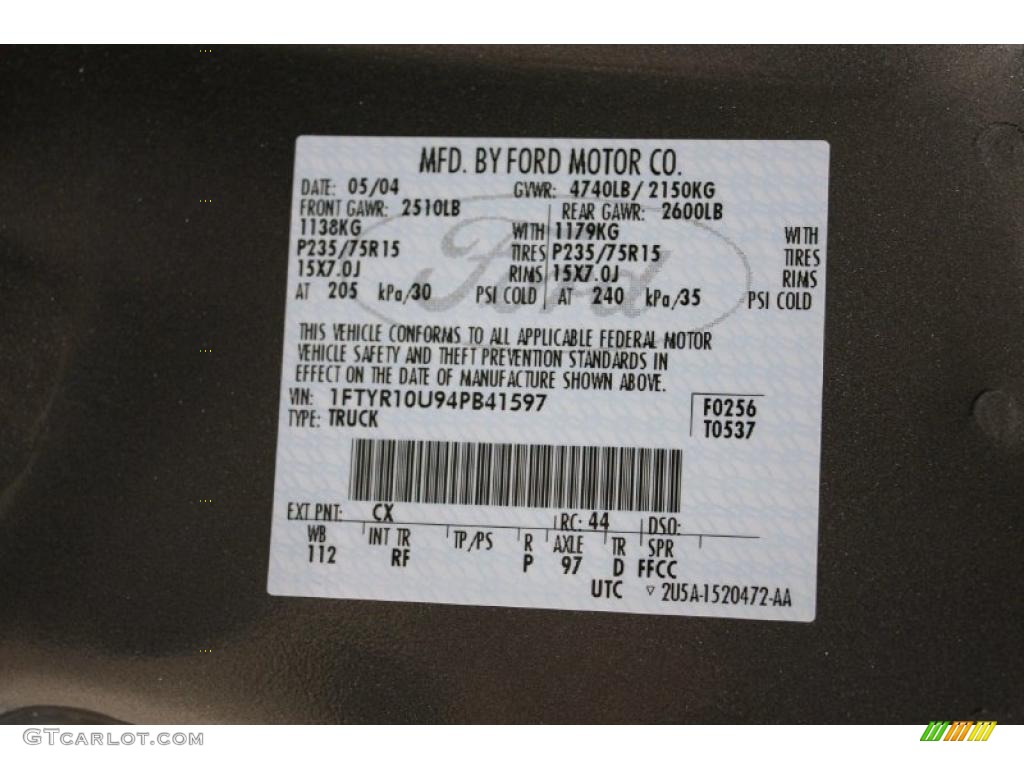 MFD. BY FORD MOTOR CO.
DATE: 05/04 GVWR: 4740LB/ 2150KG
FRONT GAWR: 2510LB REAR GAWR: 2600LB
1138KG WITH 1179KG WITH
P235/75R15 TIRES P235/75R15 TIRES
15X7.0J RIMS 15X7.0J RIMS
AT 205 kPa/30 PSI COLD AT 240 kPa/35 PSI COLD
Ford
THIS VEHICLE CONFORMS TO ALL APPLICABLE FEDERAL MOTOR
VEHICLE SAFETY AND THEFT PREVENTION STANDARDS IN
EFFECT ON THE DATE OF MANUFACTURE SHOWN ABOVE.
VIN: 1FTYR10U94PB41597
TYPE: TRUCK
F0256
T0537
EXT PNT: CX RC: 44 DSO:
WB INT TR TP/PS R AXLE TR SPR
112 RF P 97 D FFCC
UTC ▽ 2U5A-1520472-AA
GTCARLOT.COM